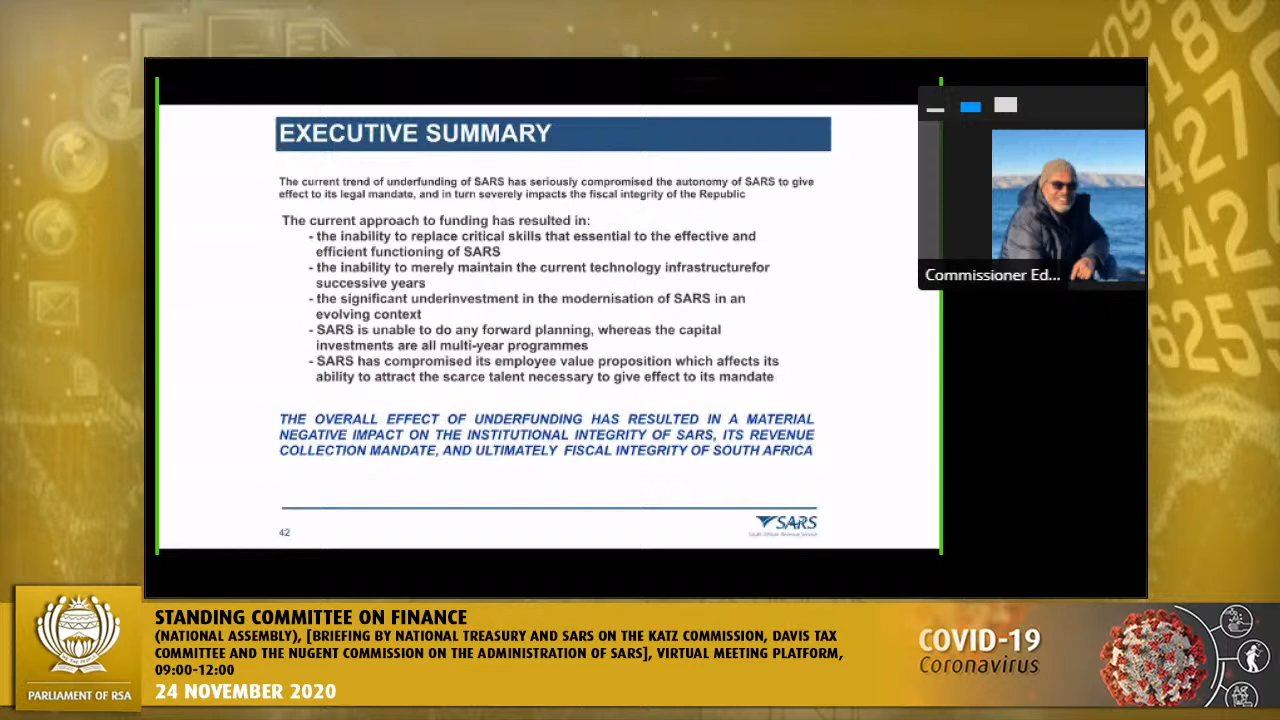 EXECUTIVE SUMMARY
The current trend of underfunding of SARS has seriously compromised the autonomy of SARS to give
effect to its legal mandate, and in turn severely impacts the fiscal integrity of the Republic
The current approach to funding has resulted in:
- the inability to replace critical skills that essential to the effective and
efficient functioning of SARS
- the inability to merely maintain the current technology infrastructurefor
successive years
- the significant underinvestment in the modernisation of SARS in an
evolving context
- SARS is unable to do any forward planning, whereas the capital
investments are all multi-year programmes
- SARS has compromised its employee value proposition which affects its
ability to attract the scarce talent necessary to give effect to its mandate
THE OVERALL EFFECT OF UNDERFUNDING HAS RESULTED IN A MATERIAL
NEGATIVE IMPACT ON THE INSTITUTIONAL INTEGRITY OF SARS, ITS REVENUE
COLLECTION MANDATE, AND ULTIMATELY FISCAL INTEGRITY OF SOUTH AFRICA
42
SARS
South African Revenue Service
Commissioner Ed...
PARLIAMENT OF RSA
STANDING COMMITTEE ON FINANCE
(NATIONAL ASSEMBLY), [BRIEFING BY NATIONAL TREASURY AND SARS ON THE KATZ COMMISSION, DAVIS TAX
COMMITTEE AND THE NUGENT COMMISSION ON THE ADMINISTRATION OF SARS], VIRTUAL MEETING PLATFORM,
09:00-12:00
24 NOVEMBER 2020
COVID-19
Coronavirus